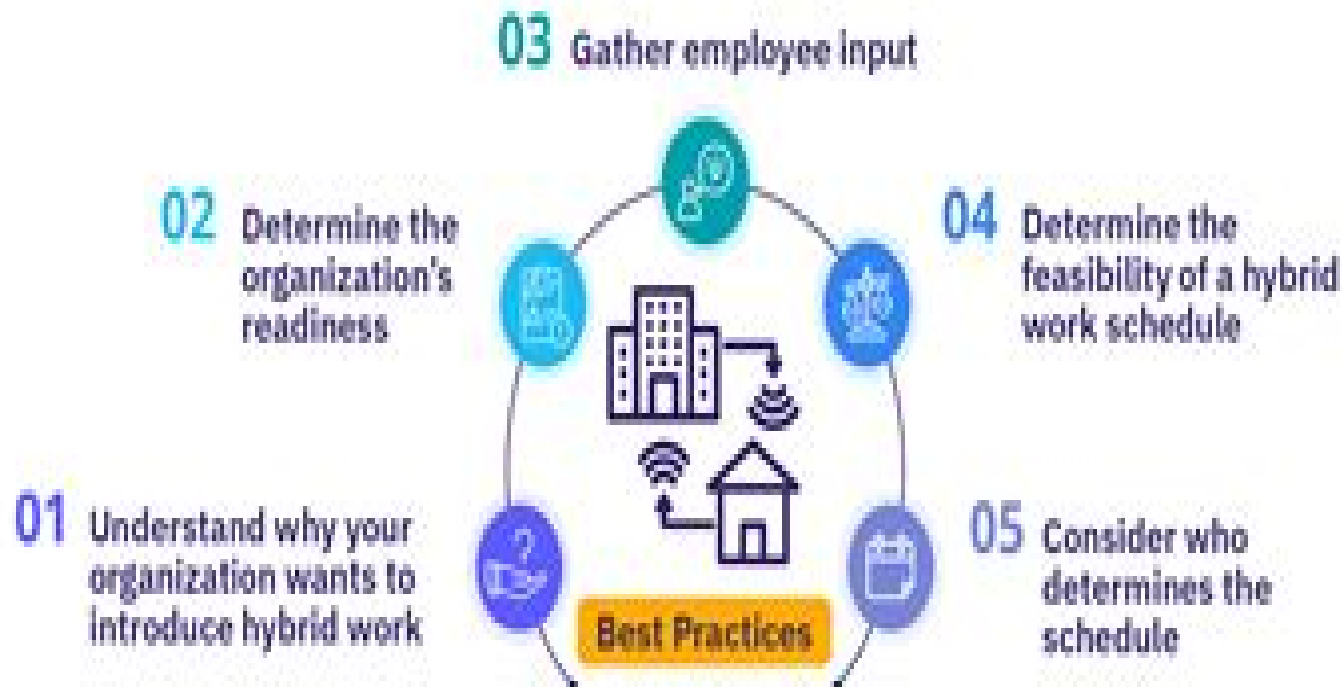 03 Gather employee input
02 Determine the
organization's
readiness
04 Determine the
feasibility of a hybrid
work schedule
01 Understand why your
organization wants to
introduce hybrid work
05 Consider who
determines the
schedule
?
Best Practices